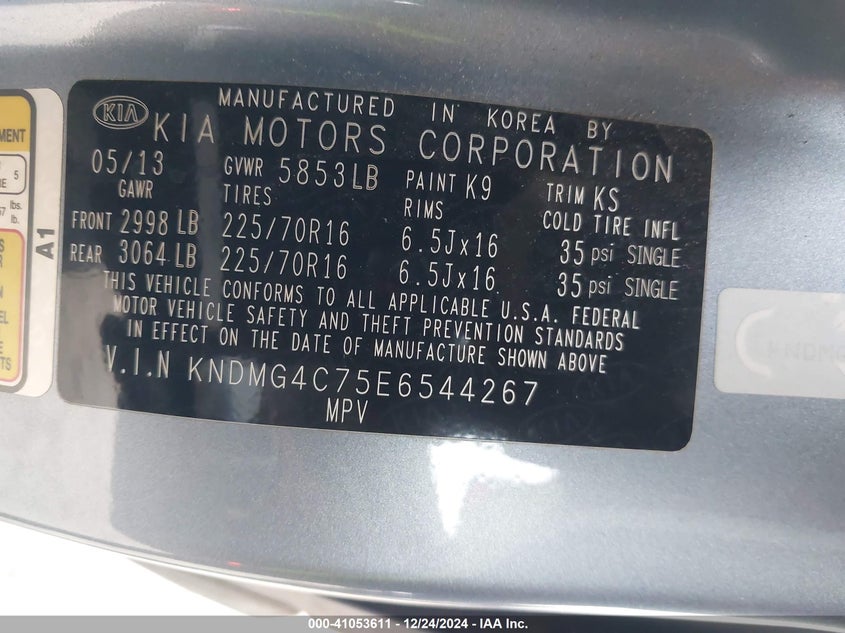 KIA
MANUFACTURED IN KOREA BY
KIA MOTORS CORPORATION
05/13 GVWR 5853LB PAINT K9 TRIM KS
GAWR TIRES RIMS COLD TIRE INFL
FRONT 2998 LB 225/70R16 6.5Jx16 35 psi SINGLE
REAR 3064 LB 225/70R16 6.5Jx16 35 psi SINGLE
THIS VEHICLE CONFORMS TO ALL APPLICABLE U.S.A. FEDERAL
MOTOR VEHICLE SAFETY AND THEFT PREVENTION STANDARDS
IN EFFECT ON THE DATE OF MANUFACTURE SHOWN ABOVE
V.I.N KNDMG4C75E6544267
MPV
A1
5
lbs.
lb.
000-41053611 - 12/24/2024 - IAA Inc.